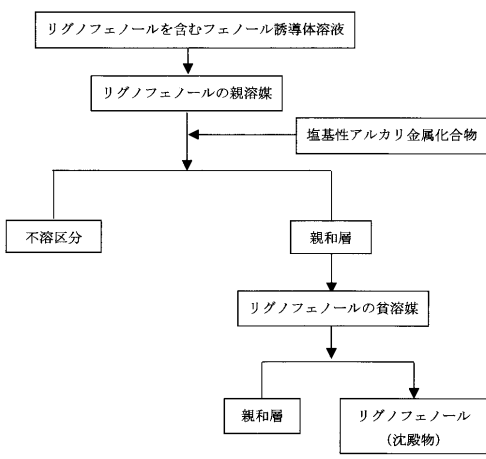 リグノフェノールを含むフェノール誘導体溶液
リグノフェノールの親溶媒
塩基性アルカリ金属化合物
不溶区分
親和層
リグノフェノールの貧溶媒
親和層
リグノフェノール
(沈殿物)